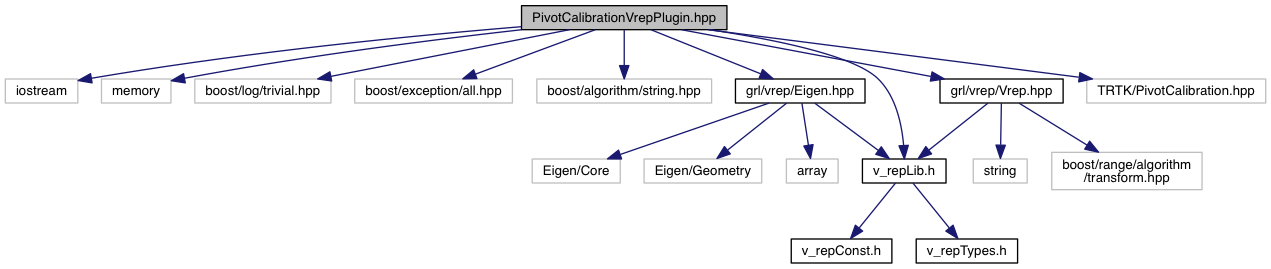 PivotCalibrationVrepPlugin.hpp
iostream
memory
boost/log/trivial.hpp
boost/exception/all.hpp
boost/algorithm/string.hpp
grl/vrep/Eigen.hpp
grl/vrep/Vrep.hpp
TRTK/PivotCalibration.hpp
Eigen/Core
Eigen/Geometry
array
v_repLib.h
string
boost/range/algorithm
/transform.hpp
v_repConst.h
v_repTypes.h